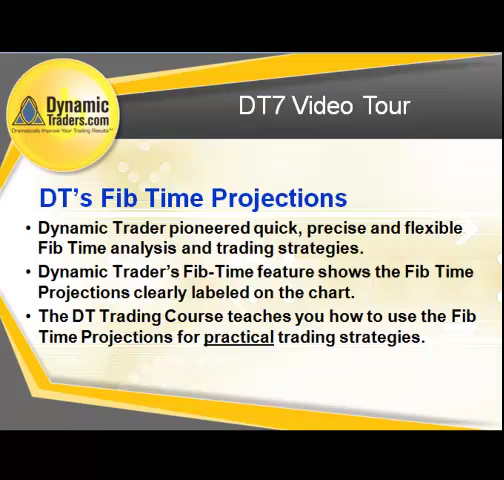 Dynamic
Traders.com
Dramatically Improve Your Trading Results™
DT7 Video Tour
DT's Fib Time Projections
• Dynamic Trader pioneered quick, precise and flexible
Fib Time analysis and trading strategies.
• Dynamic Trader's Fib-Time feature shows the Fib Time
Projections clearly labeled on the chart.
• The DT Trading Course teaches you how to use the Fib
Time Projections for practical trading strategies.